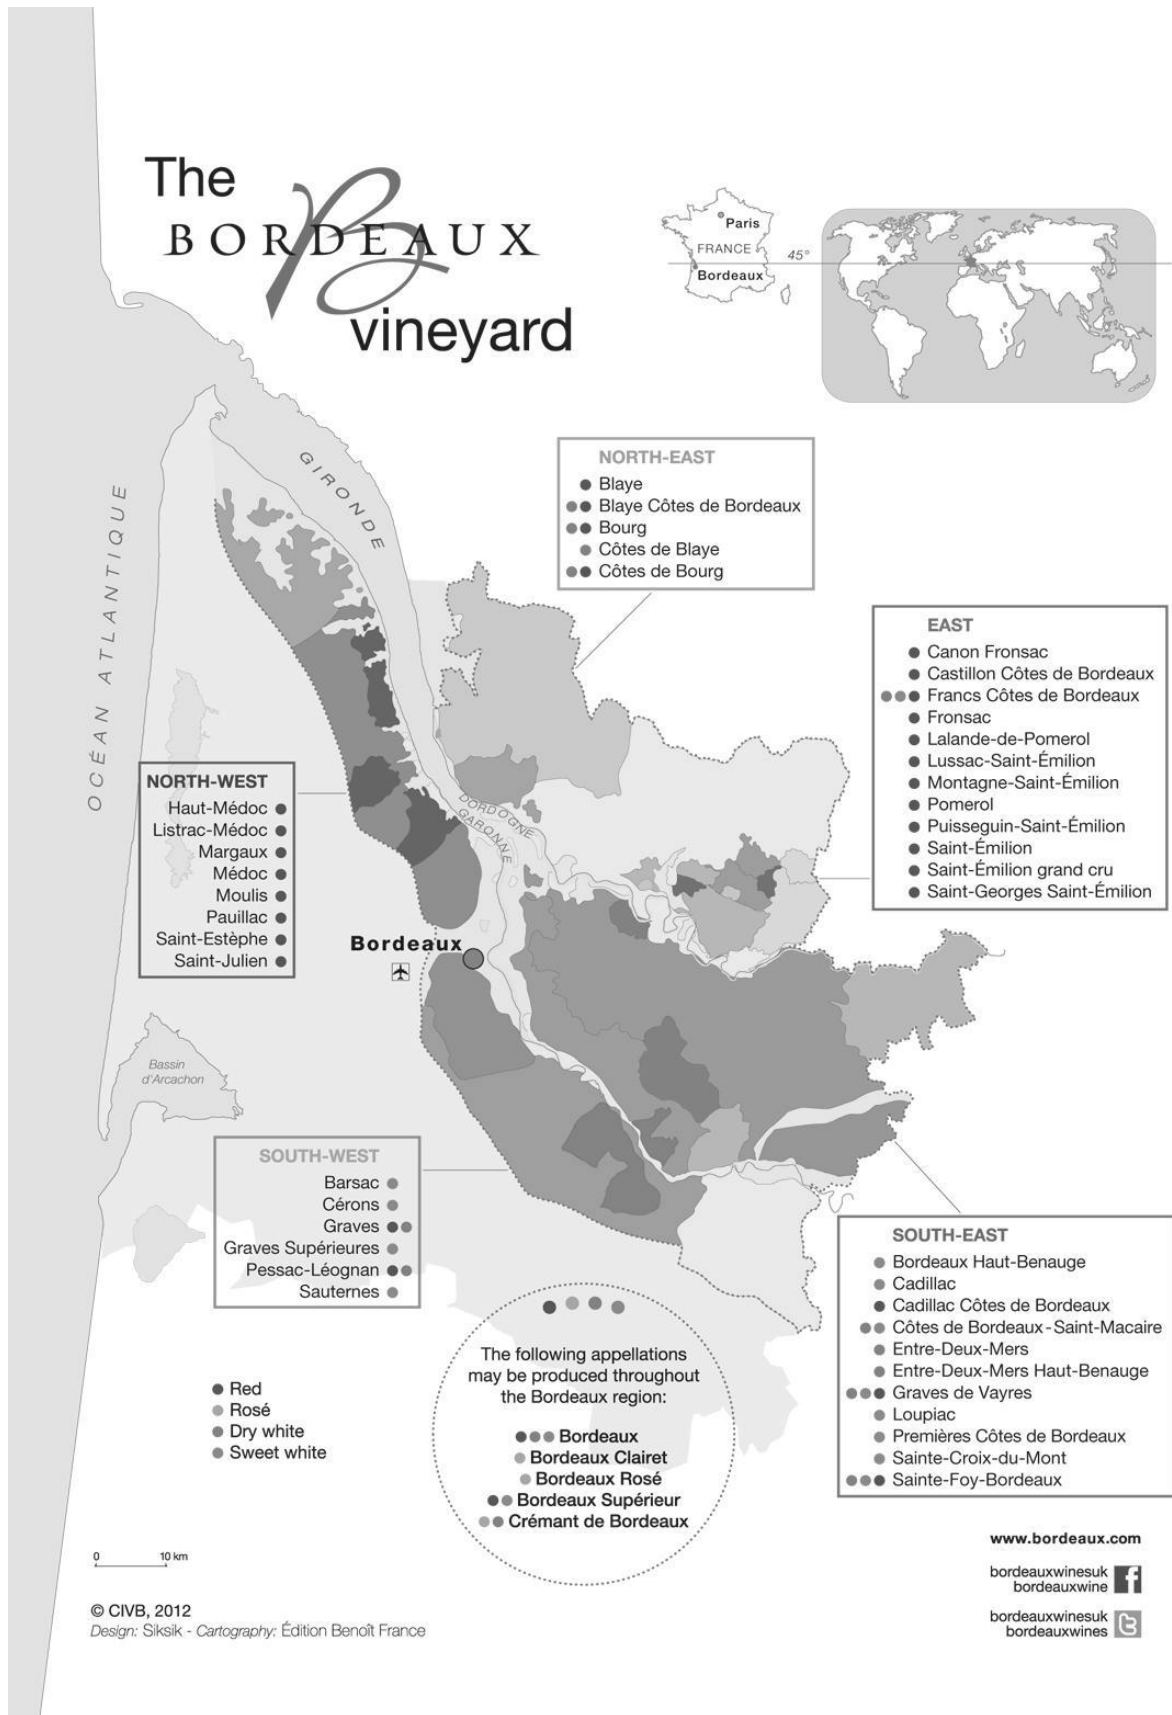 The
BORDEAUX
vineyard
Paris
FRANCE
Bordeaux
45°
OCÉAN ATLANTIQUE
GIRONDE
NORTH-EAST
Blaye
Blaye Côtes de Bordeaux
Bourg
Côtes de Blaye
Côtes de Bourg
EAST
Canon Fronsac
Castillon Côtes de Bordeaux
Francs Côtes de Bordeaux
Fronsac
Lalande-de-Pomerol
Lussac-Saint-Émilion
Montagne-Saint-Émilion
Pomerol
Puisseguin-Saint-Émilion
Saint-Émilion
Saint-Émilion grand cru
Saint-Georges Saint-Émilion
NORTH-WEST
Haut-Médoc
Listrac-Médoc
Margaux
Médoc
Moulis
Pauillac
Saint-Estèphe
Saint-Julien
DORDOGNE
GARONNE
Bordeaux
Bassin
d'Arcachon
SOUTH-WEST
Barsac
Cérons
Graves
Graves Supérieures
Pessac-Léognan
Sauternes
SOUTH-EAST
Bordeaux Haut-Benauge
Cadillac
Cadillac Côtes de Bordeaux
Côtes de Bordeaux-Saint-Macaire
Entre-Deux-Mers
Entre-Deux-Mers Haut-Benauge
Graves de Vayres
Loupiac
Premières Côtes de Bordeaux
Sainte-Croix-du-Mont
Sainte-Foy-Bordeaux
The following appellations
may be produced throughout
the Bordeaux region:
Bordeaux
Bordeaux Clairet
Bordeaux Rosé
Bordeaux Supérieur
Crémant de Bordeaux
Red
Rosé
Dry white
Sweet white
0 10 km
© CIVB, 2012
Design: Siksik - Cartography: Édition Benoît France
www.bordeaux.com
bordeauxwinesuk
bordeauxwine
bordeauxwinesuk
bordeauxwines